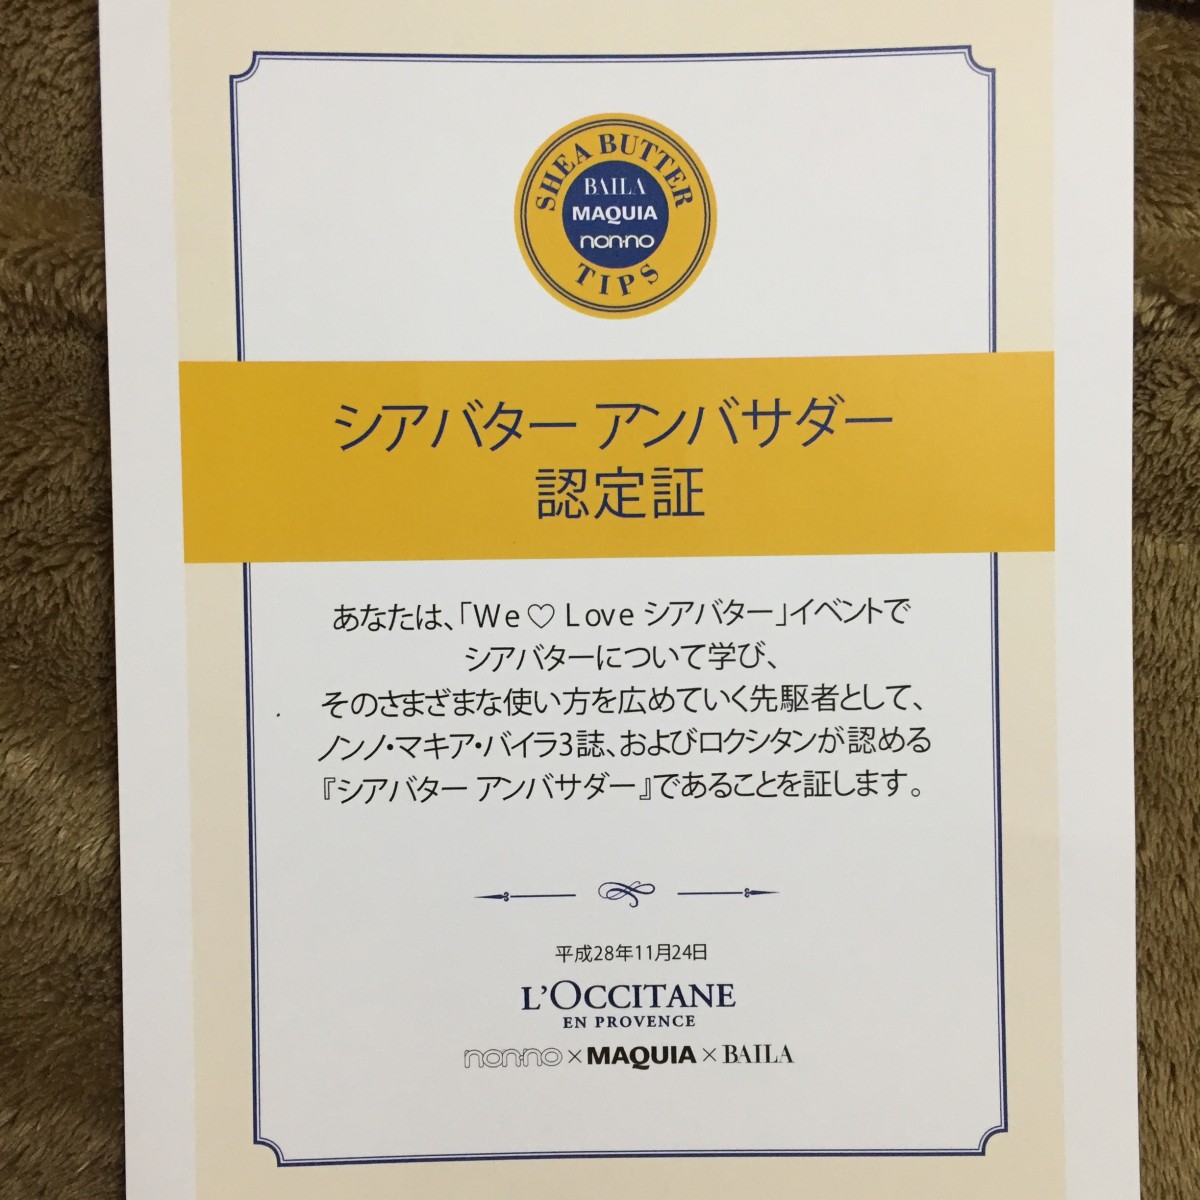 SHEA BUTTER
BAILA
MAQUIA
non-no
TIPS
シアバター アンバサダー
認定証
あなたは、「We♡Love シアバター」イベントで
シアバターについて学び、
そのさまざまな使い方を広めていく先駆者として、
ノンノ・マキア・バイラ3誌、およびロクシタンが認める
『シアバター アンバサダー』であることを証します。
平成28年11月24日
L'OCCITANE
EN PROVENCE
non-no×MAQUIA×BAILA